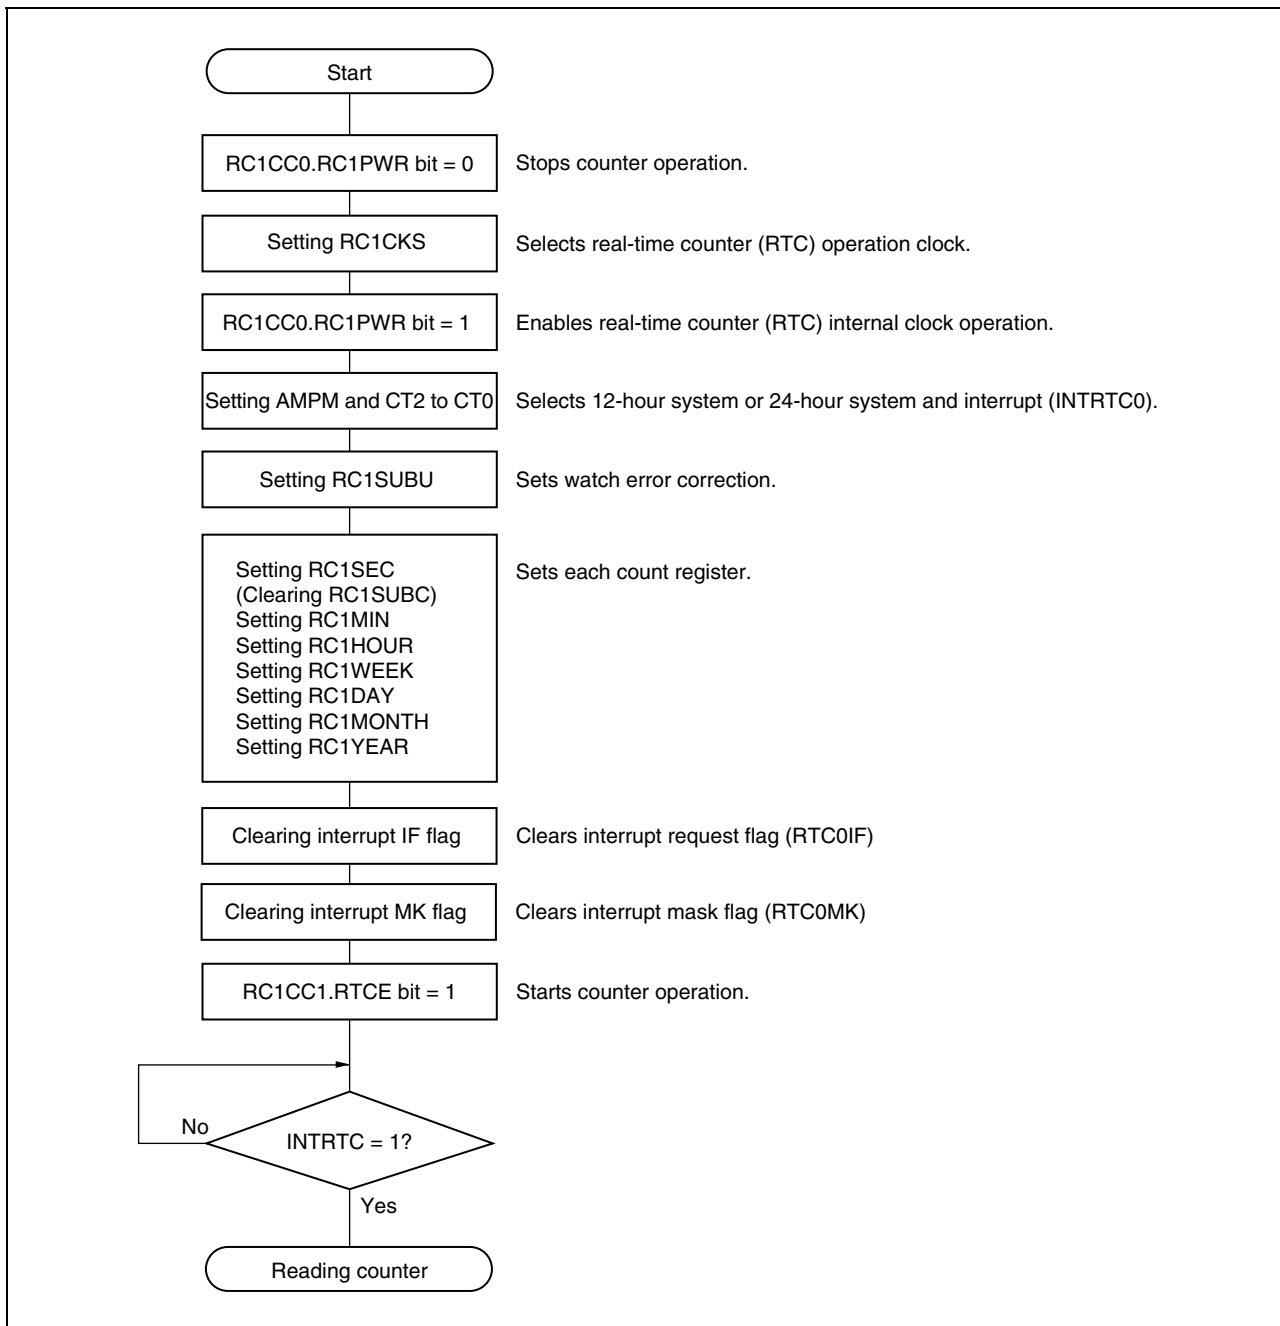 Start
RC1CC0.RC1PWR bit = 0
Stops counter operation.
Setting RC1CKS
Selects real-time counter (RTC) operation clock.
RC1CC0.RC1PWR bit = 1
Enables real-time counter (RTC) internal clock operation.
Setting AMPM and CT2 to CT0
Selects 12-hour system or 24-hour system and interrupt (INTRTC0).
Setting RC1SUBU
Sets watch error correction.
Setting RC1SEC
(Clearing RC1SUBC)
Setting RC1MIN
Setting RC1HOUR
Setting RC1WEEK
Setting RC1DAY
Setting RC1MONTH
Setting RC1YEAR
Sets each count register.
Clearing interrupt IF flag
Clears interrupt request flag (RTC0IF)
Clearing interrupt MK flag
Clears interrupt mask flag (RTC0MK)
RC1CC1.RTCE bit = 1
Starts counter operation.
No
INTRTC = 1?
Yes
Reading counter